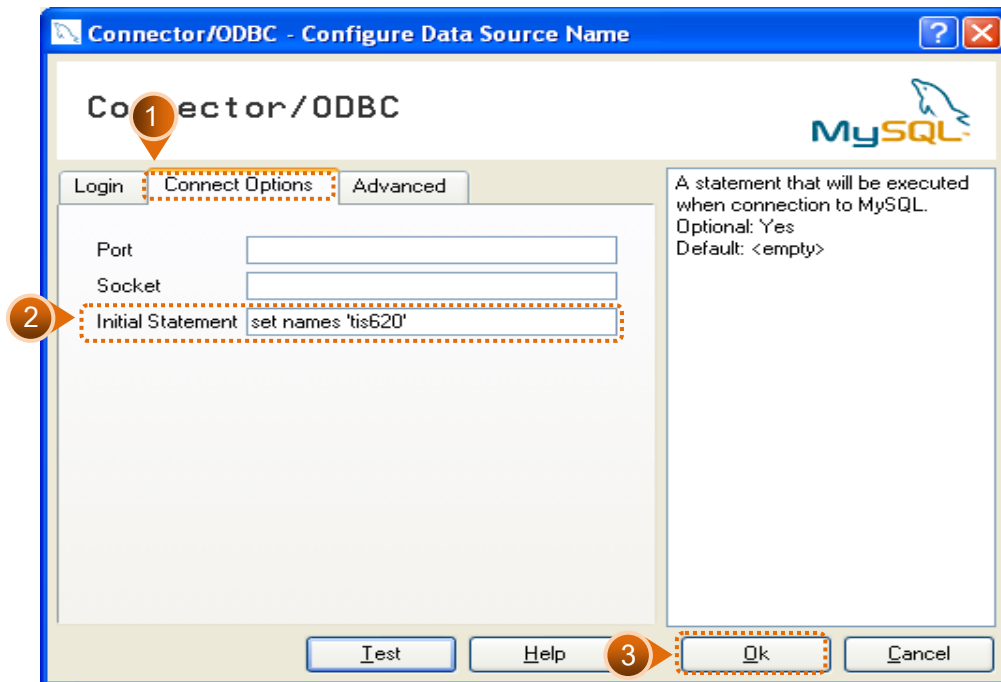 Connector/ODBC - Configure Data Source Name
Connector/ODBC
MySQL
1
Login
Connect Options
Advanced
Port
Socket
2
Initial Statement
set names 'tis620'
A statement that will be executed
when connection to MySQL.
Optional: Yes
Default: <empty>
Test
Help
3
Ok
Cancel